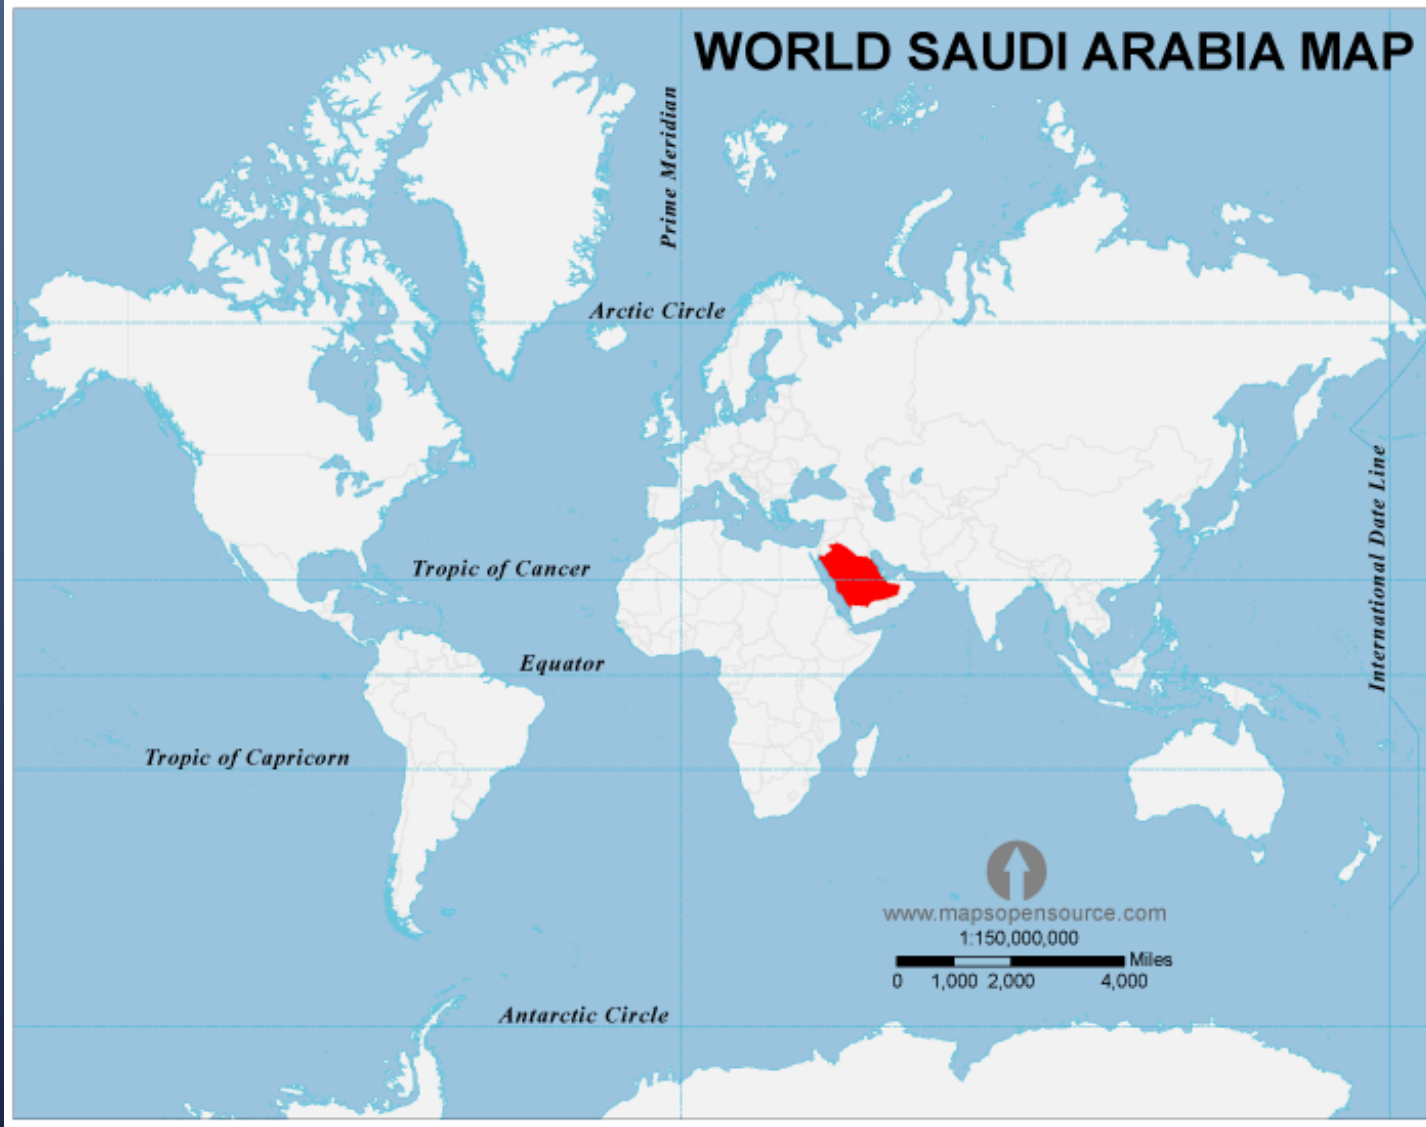 WORLD SAUDI ARABIA MAP
Prime Meridian
Arctic Circle
International Date Line
Tropic of Cancer
Equator
Tropic of Capricorn
www.mapsopensource.com
1:150,000,000
Miles
0 1,000 2,000 4,000
Antarctic Circle